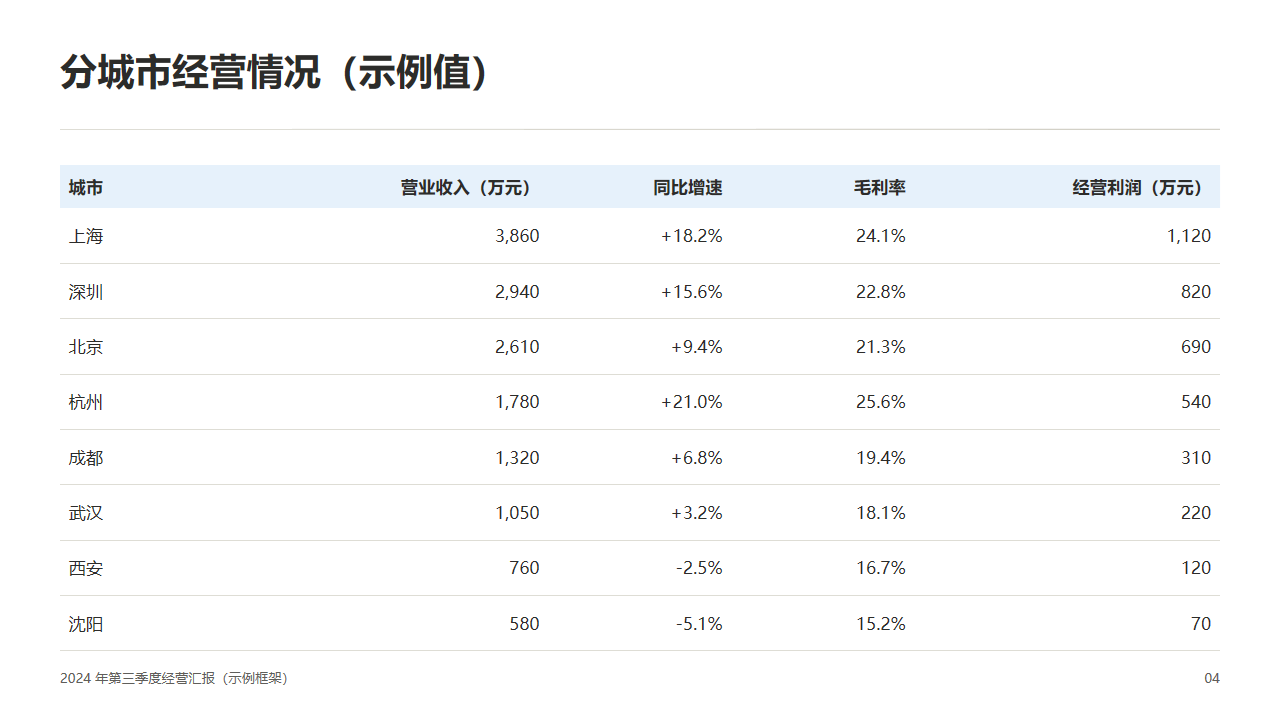 分城市经营情况（示例值）
城市 营业收入（万元） 同比增速 毛利率 经营利润（万元）
上海 3,860 +18.2% 24.1% 1,120
深圳 2,940 +15.6% 22.8% 820
北京 2,610 +9.4% 21.3% 690
杭州 1,780 +21.0% 25.6% 540
成都 1,320 +6.8% 19.4% 310
武汉 1,050 +3.2% 18.1% 220
西安 760 -2.5% 16.7% 120
沈阳 580 -5.1% 15.2% 70
2024 年第三季度经营汇报（示例框架） 04